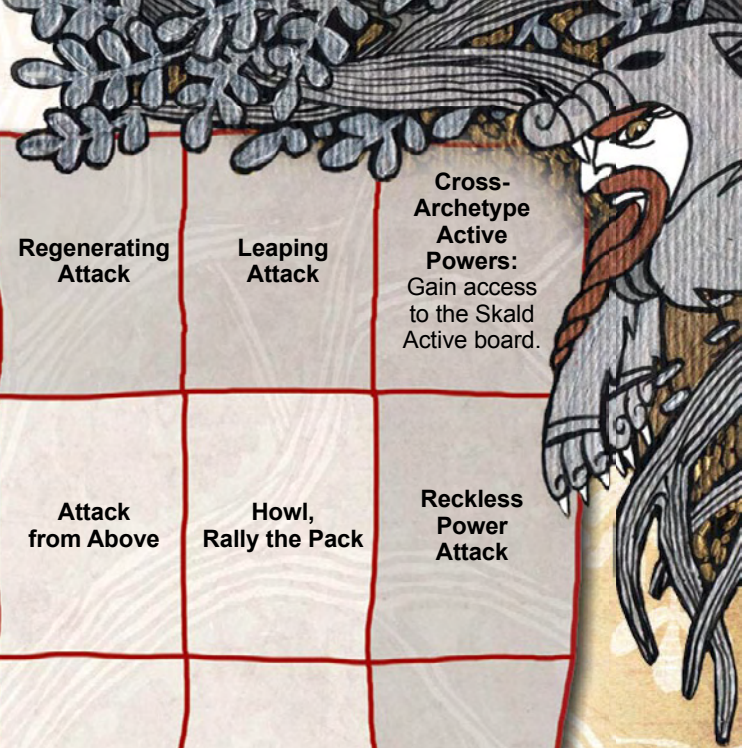 Regenerating
Attack
Leaping
Attack
Cross-
Archetype
Active
Powers:
Gain access
to the Skald
Active board.
Attack
from Above
Howl,
Rally the Pack
Reckless
Power
Attack